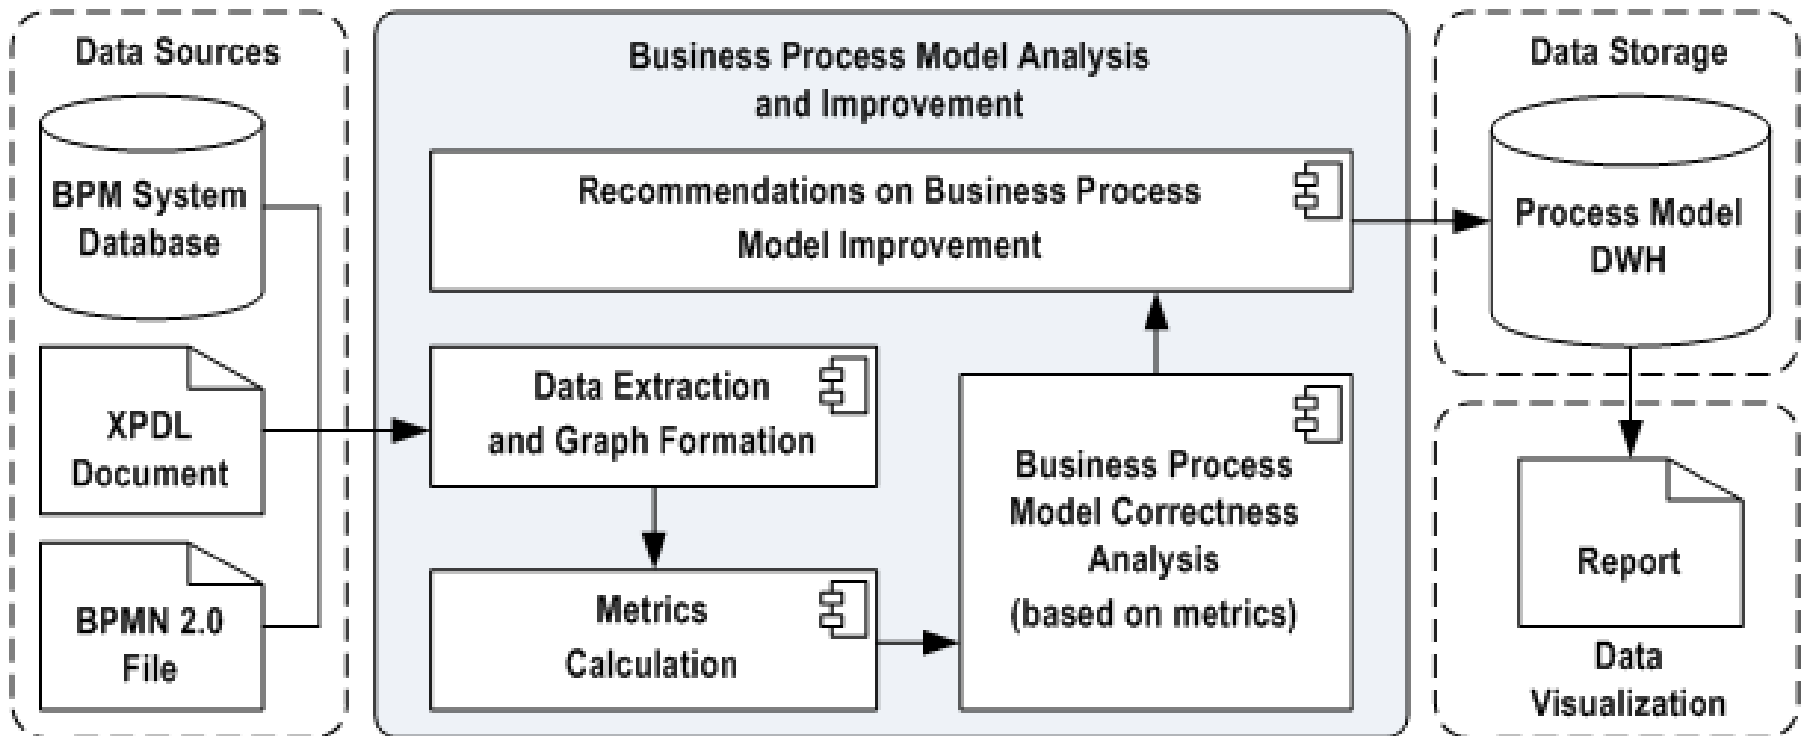 Data Sources
BPM System
Database
XPDL
Document
BPMN 2.0
File
Business Process Model Analysis
and Improvement
Recommendations on Business Process
Model Improvement
Data Extraction
and Graph Formation
Metrics
Calculation
Business Process
Model Correctness
Analysis
(based on metrics)
Data Storage
Process Model
DWH
Report
Data
Visualization